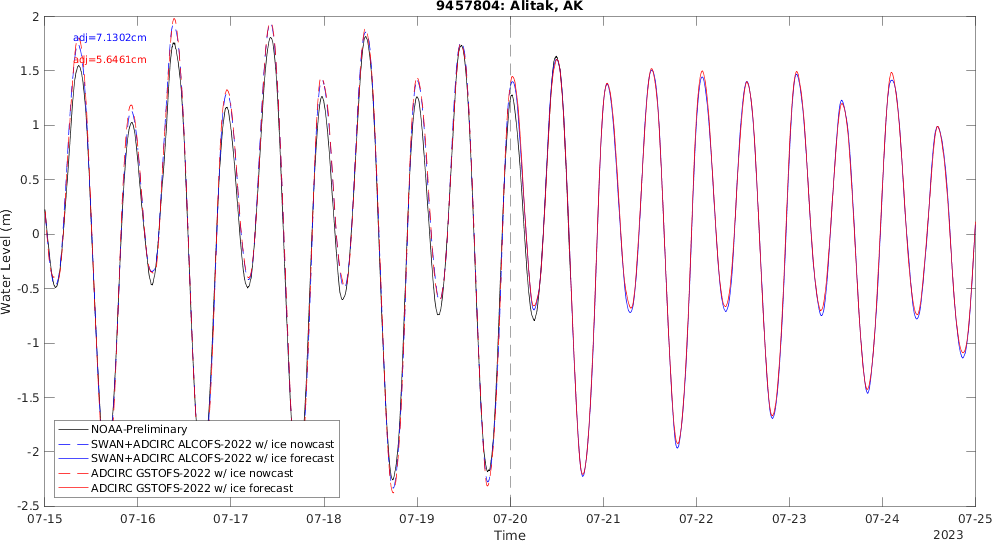 9457804: Alitak, AK
2
1.5
1
0.5
0
-0.5
-1
-1.5
-2
-2.5
Water Level (m)
adj=7.1302cm
adj=5.6461cm
NOAA-Preliminary
SWAN+ADCIRC ALCOFS-2022 w/ ice nowcast
SWAN+ADCIRC ALCOFS-2022 w/ ice forecast
ADCIRC GSTOFS-2022 w/ ice nowcast
ADCIRC GSTOFS-2022 w/ ice forecast
07-15 07-16 07-17 07-18 07-19 07-20 07-21 07-22 07-23 07-24 07-25
Time
2023